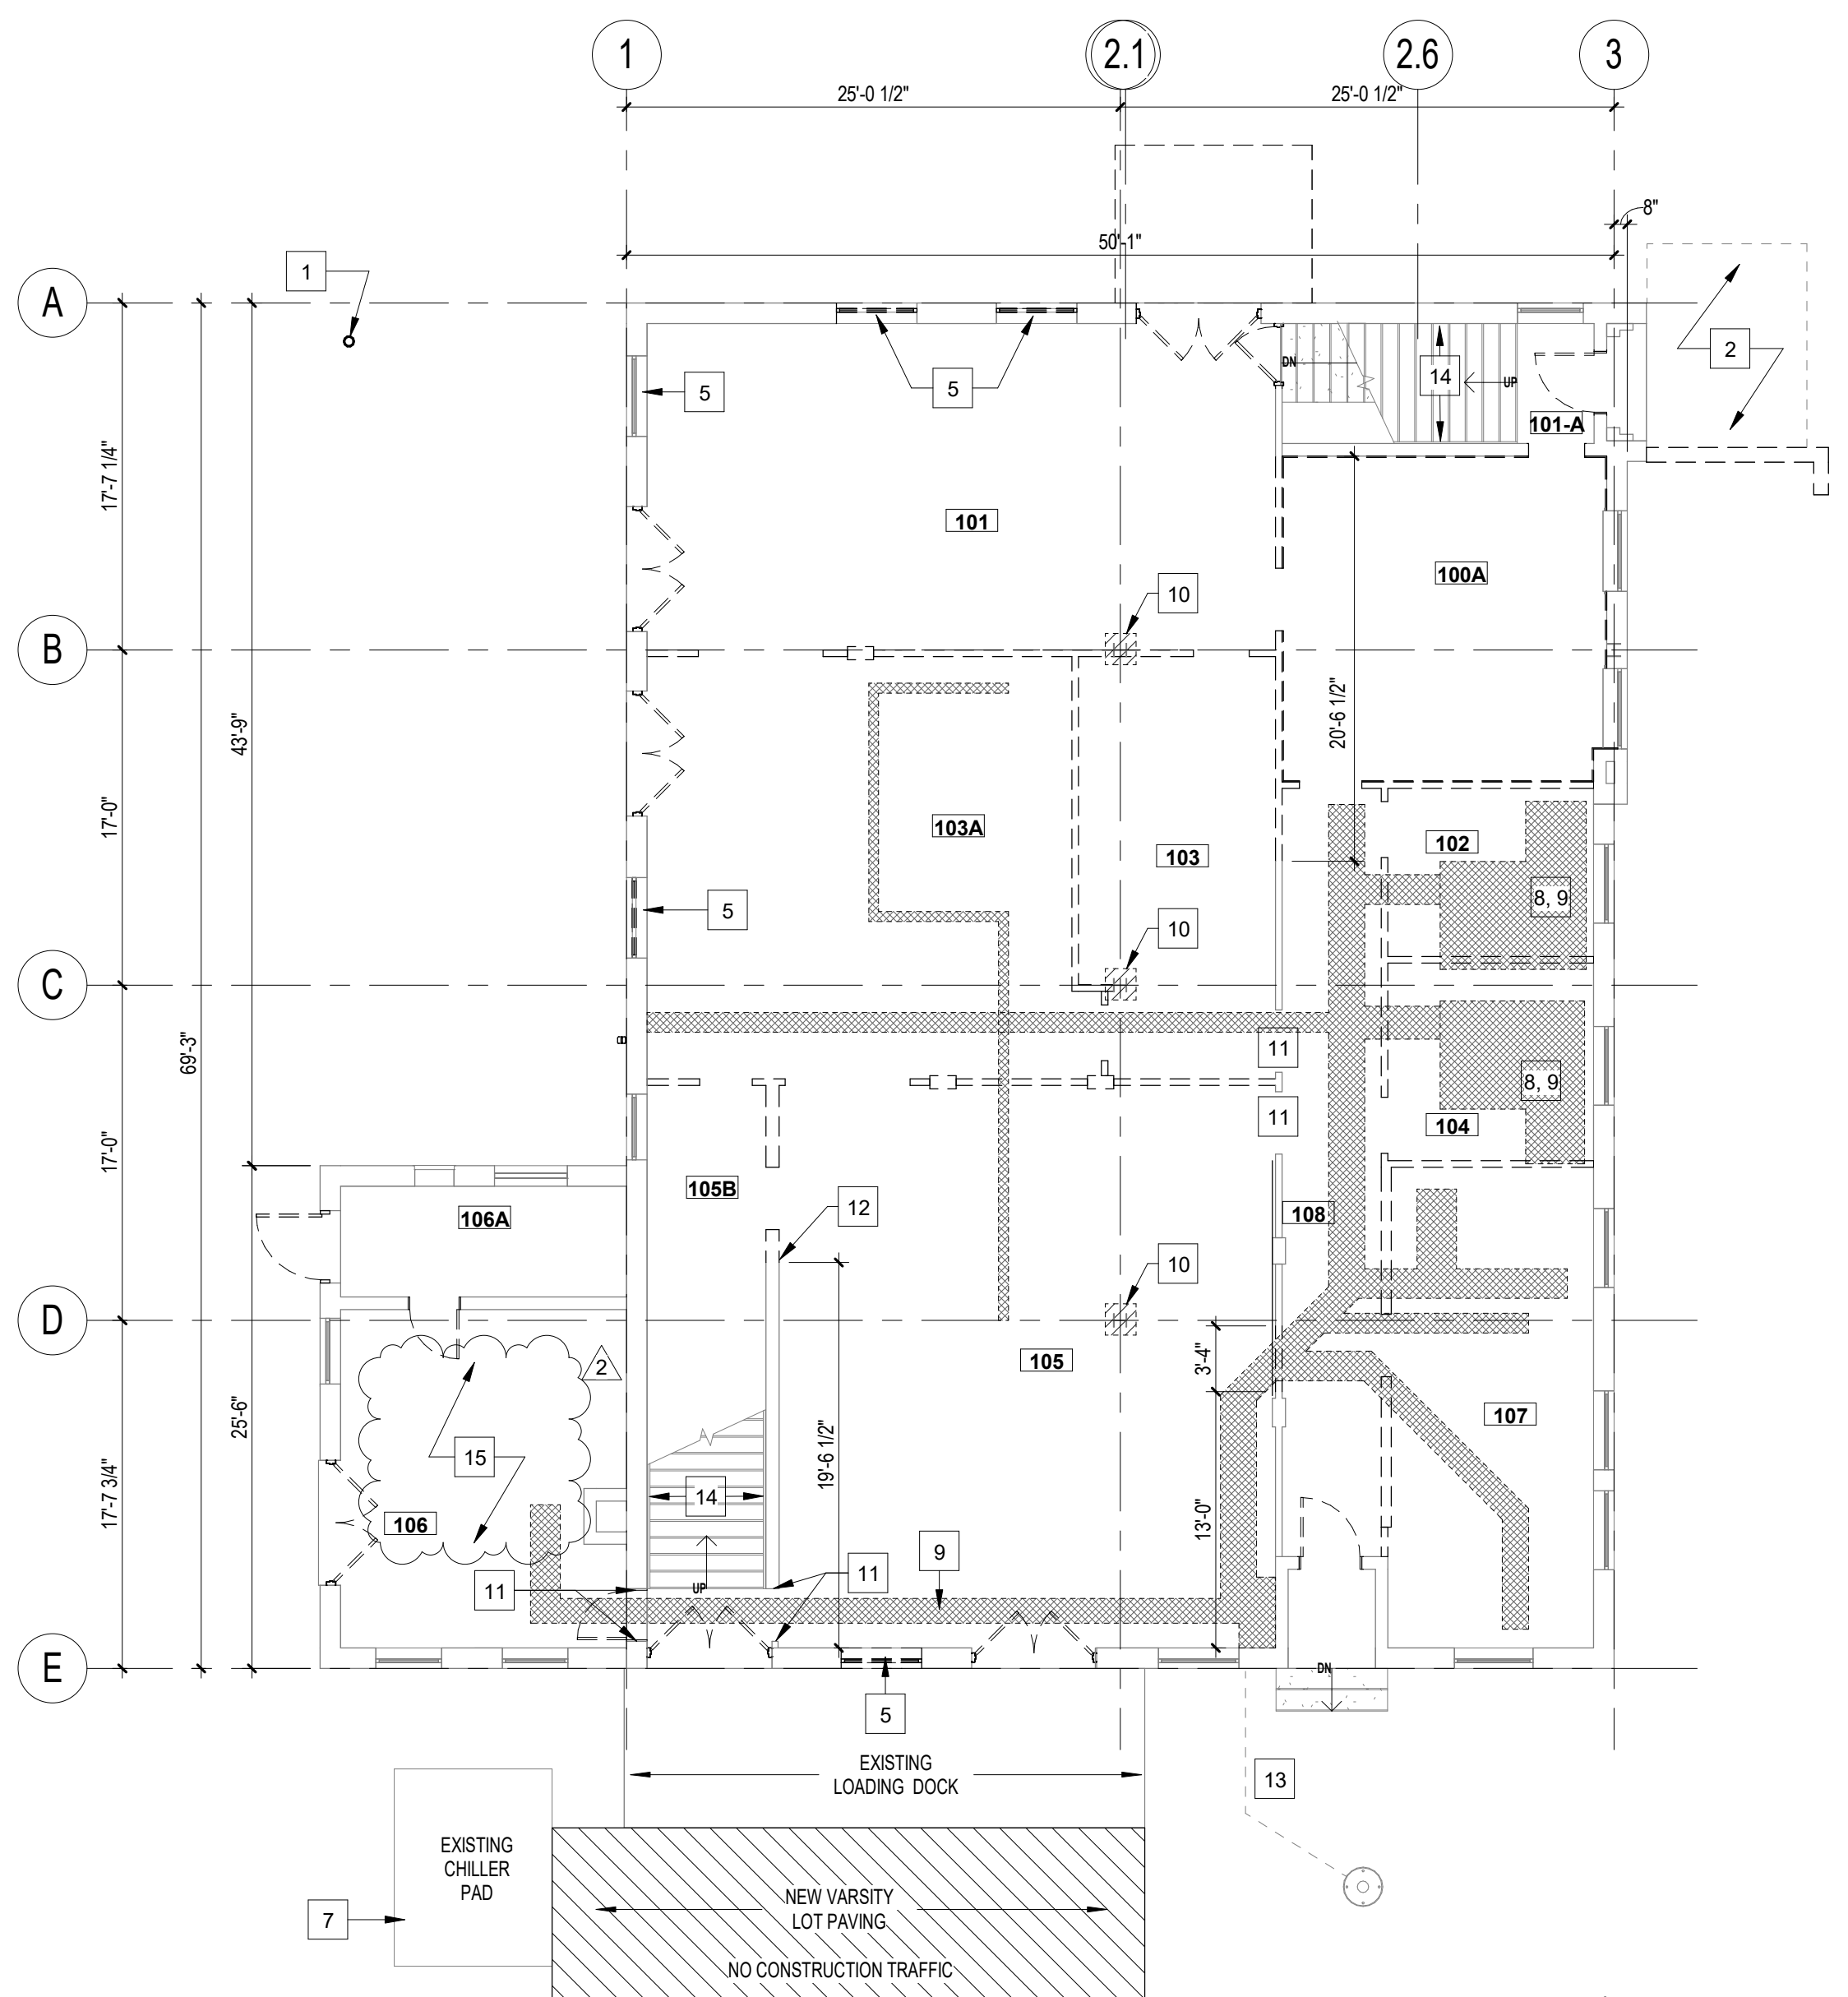 1
2.1
2.6
3
25'-0 1/2"
25'-0 1/2"
8"
50'-1"
A
1
2
DN
14
UP
5
5
101-A
17'-7 1/4"
101
100A
10
B
20'-6 1/2"
43'-9"
17'-0"
103A
103
102
8, 9
5
10
C
69'-3"
11
8, 9
11
104
17'-0"
105B
12
108
106A
10
D
2
3'-4"
105
107
25'-6"
15
19'-6 1/2"
14
17'-7 3/4"
106
13'-0"
9
11
11
UP
E
DN
5
EXISTING
LOADING DOCK
13
EXISTING
CHILLER
PAD
NEW VARSITY
LOT PAVING
7
NO CONSTRUCTION TRAFFIC